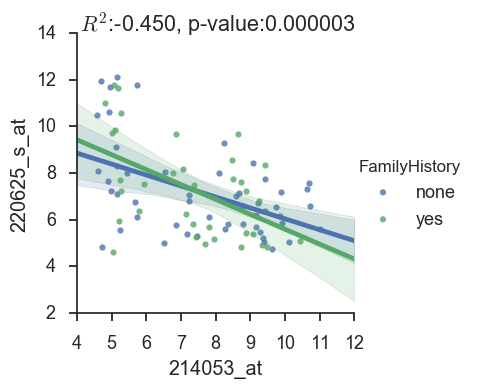 R²:-0.450, p-value:0.000003
14
12
10
8
6
4
2
220625_s_at
4 5 6 7 8 9 10 11 12
214053_at
FamilyHistory
none
yes